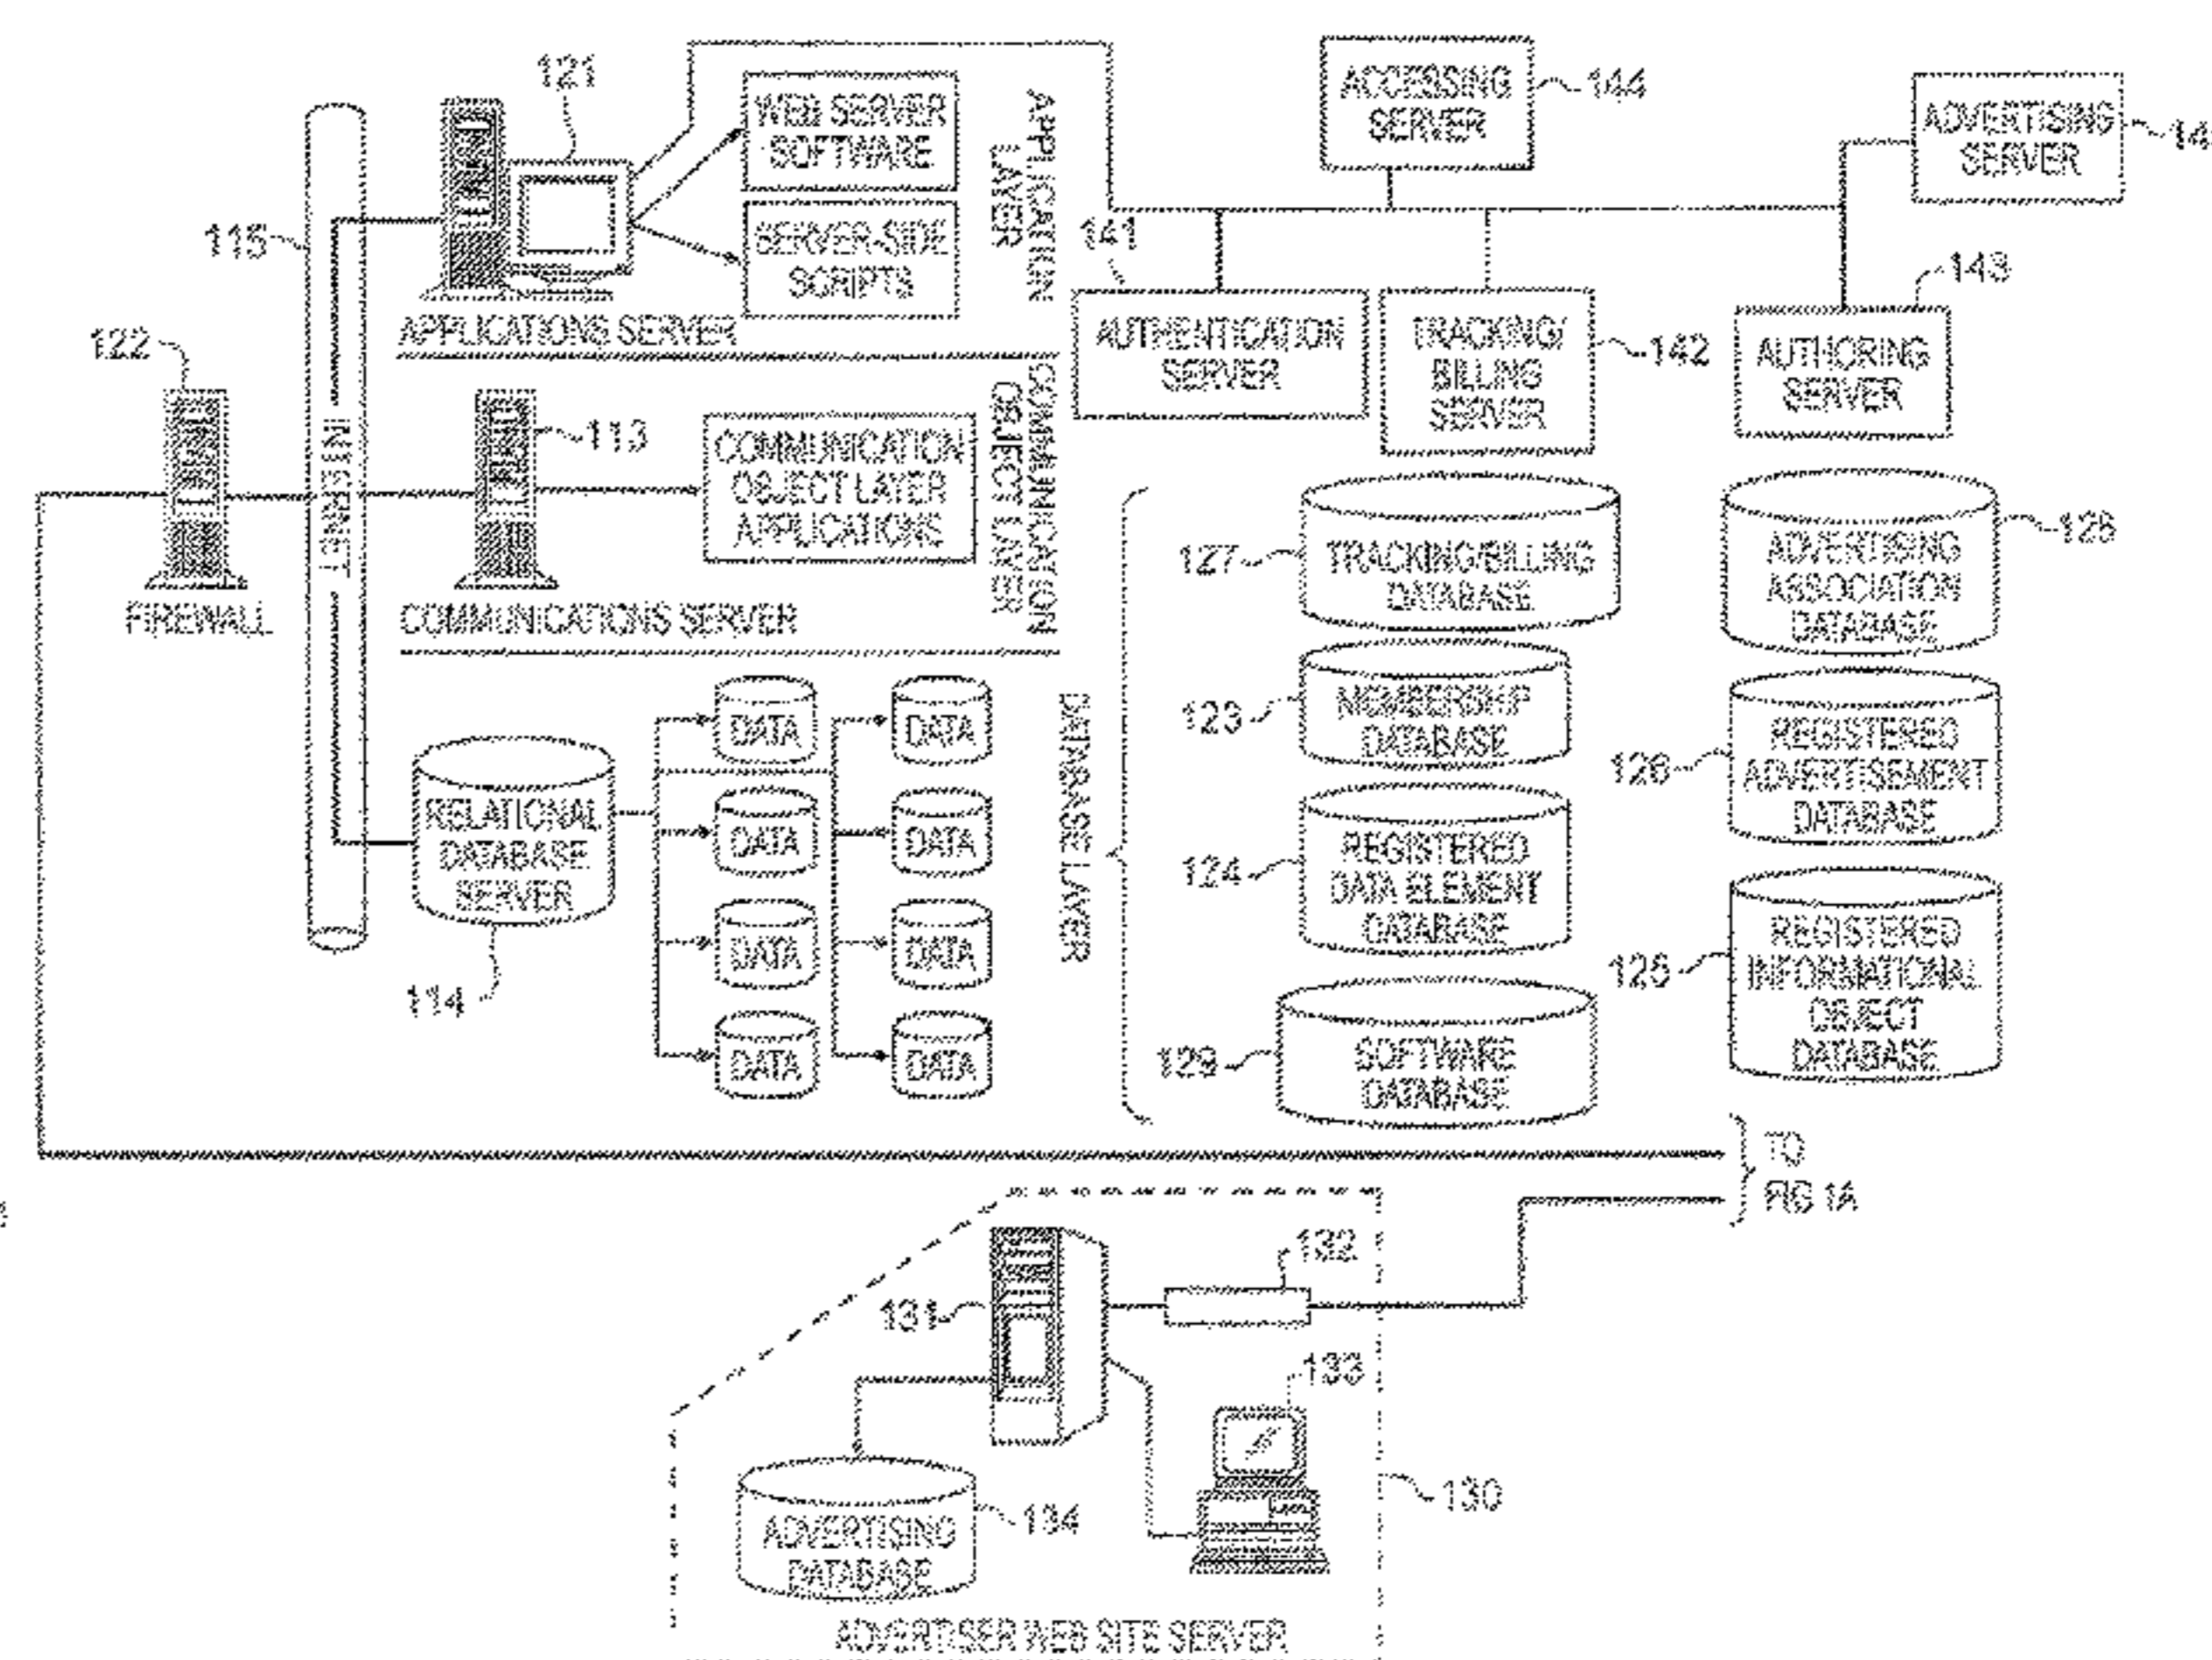 121
WEB SERVER
SOFTWARE
SERVER-SIDE
SCRIPTS
APPLICATION
LAYER
115
APPLICATIONS SERVER
ACCESSING
SERVER
144
ADVERTISING
SERVER
14
141
AUTHENTICATION
SERVER
TRACKING/
BILLING
SERVER
142
143
AUTHORING
SERVER
122
FIREWALL
INTERNET
113
COMMUNICATION
OBJECT LAYER
APPLICATIONS
COMMUNICATION
OBJECT LAYER
COMMUNICATIONS SERVER
RELATIONAL
DATABASE
SERVER
114
DATA
DATA
DATA
DATA
DATA
DATA
DATA
DATA
DATABASE LAYER
127
TRACKING/BILLING
DATABASE
ADVERTISING
ASSOCIATION
DATABASE
123
MEMBERSHIP
DATABASE
REGISTERED
ADVERTISEMENT
DATABASE
124
REGISTERED
DATA ELEMENT
DATABASE
125
REGISTERED
INFORMATIONAL
OBJECT
DATABASE
129
SOFTWARE
DATABASE
TO
FIG 1A
131
132
133
130
134
ADVERTISING
DATABASE
ADVERTISER WEB SITE SERVER